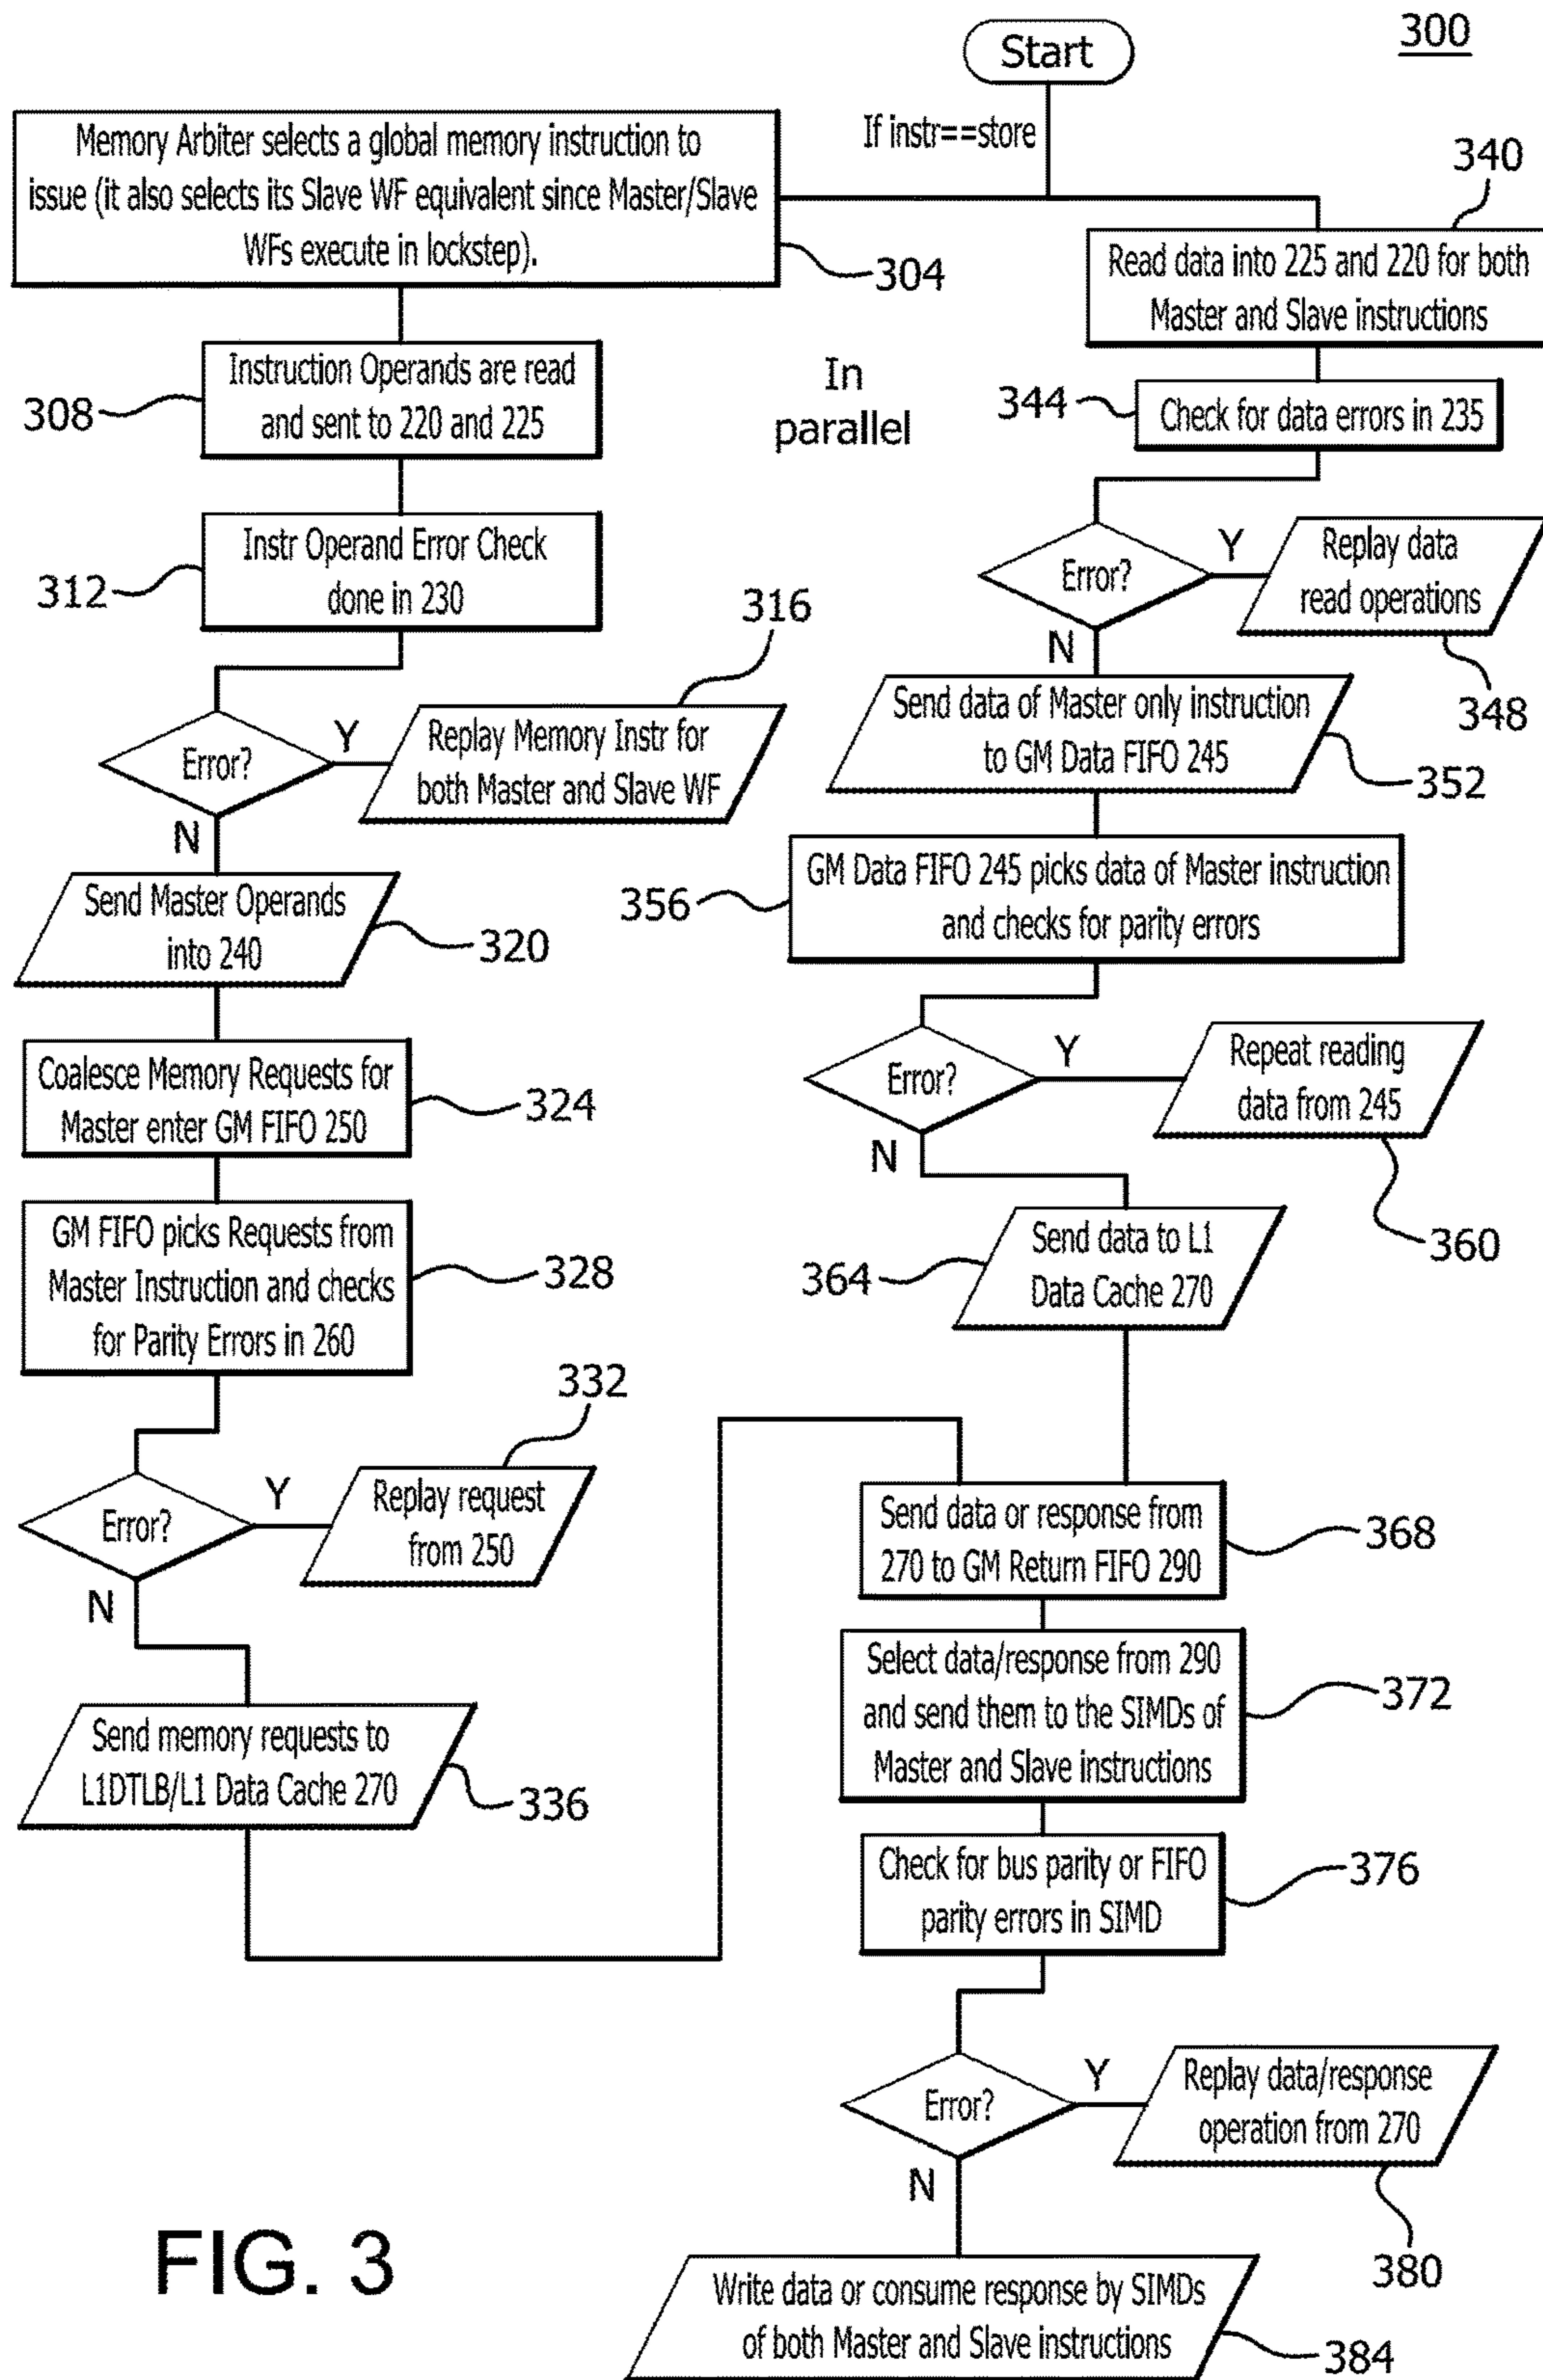 300
Start
If instr==store
Memory Arbiter selects a global memory instruction to
issue (it also selects its Slave WF equivalent since Master/Slave
WFs execute in lockstep).
304
Instruction Operands are read
and sent to 220 and 225
308
Instr Operand Error Check
done in 230
312
Error?
Y
N
316
Replay Memory Instr for
both Master and Slave WF
Send Master Operands
into 240
320
Coalesce Memory Requests for
Master enter GM FIFO 250
324
GM FIFO picks Requests from
Master Instruction and checks
for Parity Errors in 260
328
Error?
Y
N
332
Replay request
from 250
Send memory requests to
L1DTLB/L1 Data Cache 270
336
In
parallel
340
Read data into 225 and 220 for both
Master and Slave instructions
344
Check for data errors in 235
Error?
Y
N
Replay data
read operations
348
Send data of Master only instruction
to GM Data FIFO 245
352
GM Data FIFO 245 picks data of Master instruction
and checks for parity errors
356
Error?
Y
N
Repeat reading
data from 245
360
Send data to L1
Data Cache 270
364
Send data or response from
270 to GM Return FIFO 290
368
Select data/response from 290
and send them to the SIMDs of
Master and Slave instructions
372
Check for bus parity or FIFO
parity errors in SIMD
376
Error?
Y
N
Replay data/response
operation from 270
380
Write data or consume response by SIMDs
of both Master and Slave instructions
384
FIG. 3